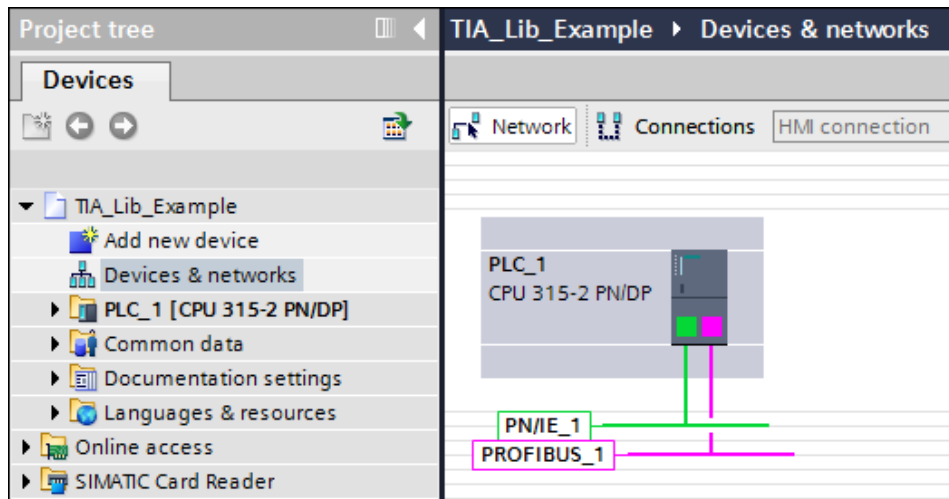 Project tree
TIA_Lib_Example ▸ Devices & networks
Devices
Network
Connections
HMI connection
TIA_Lib_Example
Add new device
Devices & networks
PLC_1 [CPU 315-2 PN/DP]
Common data
Documentation settings
Languages & resources
Online access
SIMATIC Card Reader
PLC_1
CPU 315-2 PN/DP
PN/IE_1
PROFIBUS_1